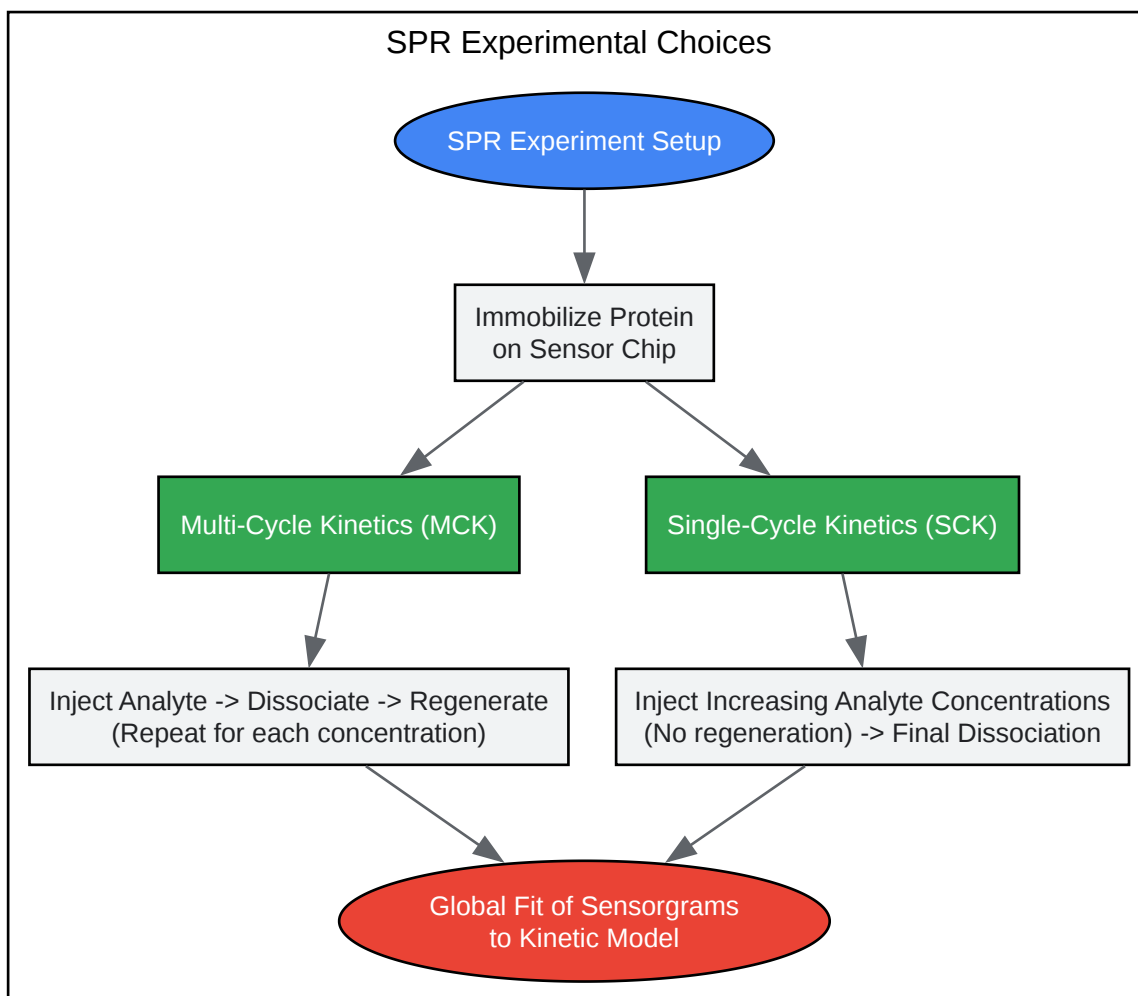 SPR Experimental Choices
SPR Experiment Setup
Immobilize Protein
on Sensor Chip
Multi-Cycle Kinetics (MCK)
Single-Cycle Kinetics (SCK)
Inject Analyte -> Dissociate -> Regenerate
(Repeat for each concentration)
Inject Increasing Analyte Concentrations
(No regeneration) -> Final Dissociation
Global Fit of Sensorgrams
to Kinetic Model